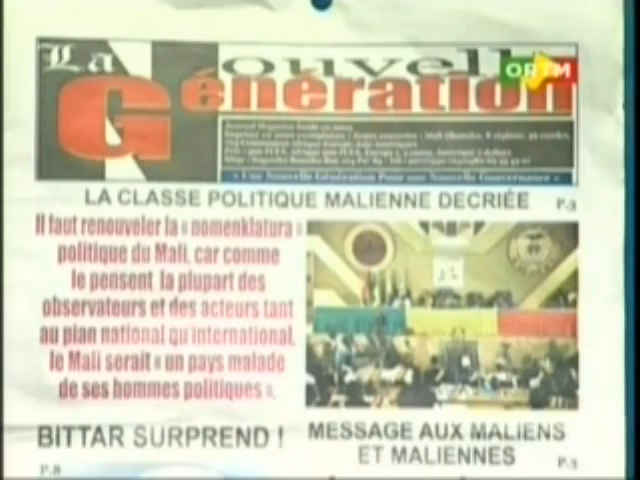 La Nouvelle
Génération
ORTM
« Une Nouvelle Génération Pour une Nouvelle Gouvernance »
LA CLASSE POLITIQUE MALIENNE DECRIÉE P.3
Il faut renouveler la « nomenklatura »
politique du Mali, car comme
le pensent la plupart des
observateurs et des acteurs tant
au plan national qu'international,
le Mali serait « un pays malade
de ses hommes politiques ».
BITTAR SURPREND !
P.8
MESSAGE AUX MALIENS
ET MALIENNES P.3